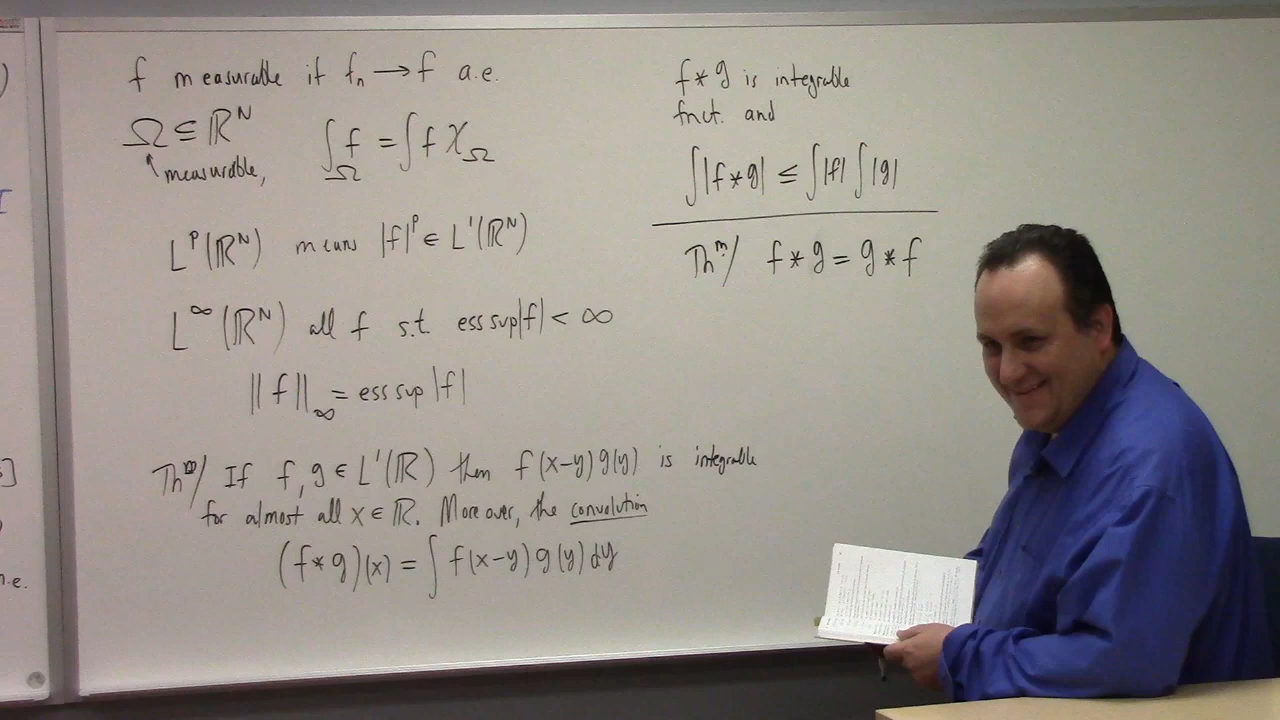 f measurable if fₙ → f a.e.
Ω ⊆ ℝᴺ
∫_Ω f = ∫ f χ_Ω
↑ measurable,
Lᵖ(ℝᴺ) means |f|ᵖ ∈ L¹(ℝᴺ)
L^∞(ℝᴺ) all f s.t. ess sup|f| < ∞
||f||_∞ = ess sup |f|
Thᵐ/ If f, g ∈ L¹(ℝ) then f(x-y)g(y) is integrable
for almost all x ∈ ℝ. Moreover, the convolution
(f*g)(x) = ∫ f(x-y) g(y) dy
f*g is integrable
fnct. and
∫|f*g| ≤ ∫|f| ∫|g|
Thᵐ/ f*g = g*f